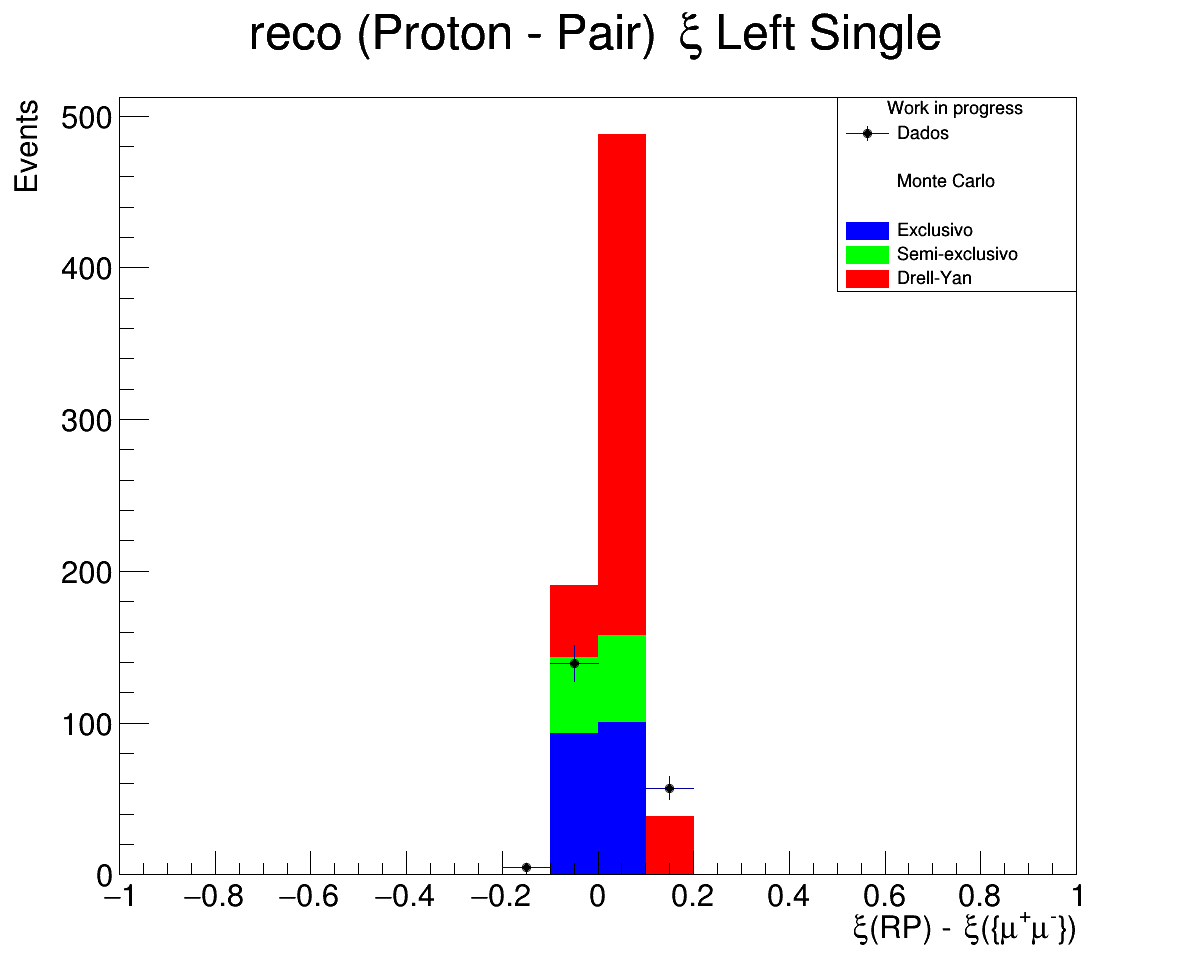 reco (Proton - Pair) ξ Left Single
Events
500
400
300
200
100
0
Work in progress
Dados
Monte Carlo
Exclusivo
Semi-exclusivo
Drell-Yan
−1 −0.8 −0.6 −0.4 −0.2 0 0.2 0.4 0.6 0.8 1
ξ(RP) - ξ({μ⁺μ⁻})